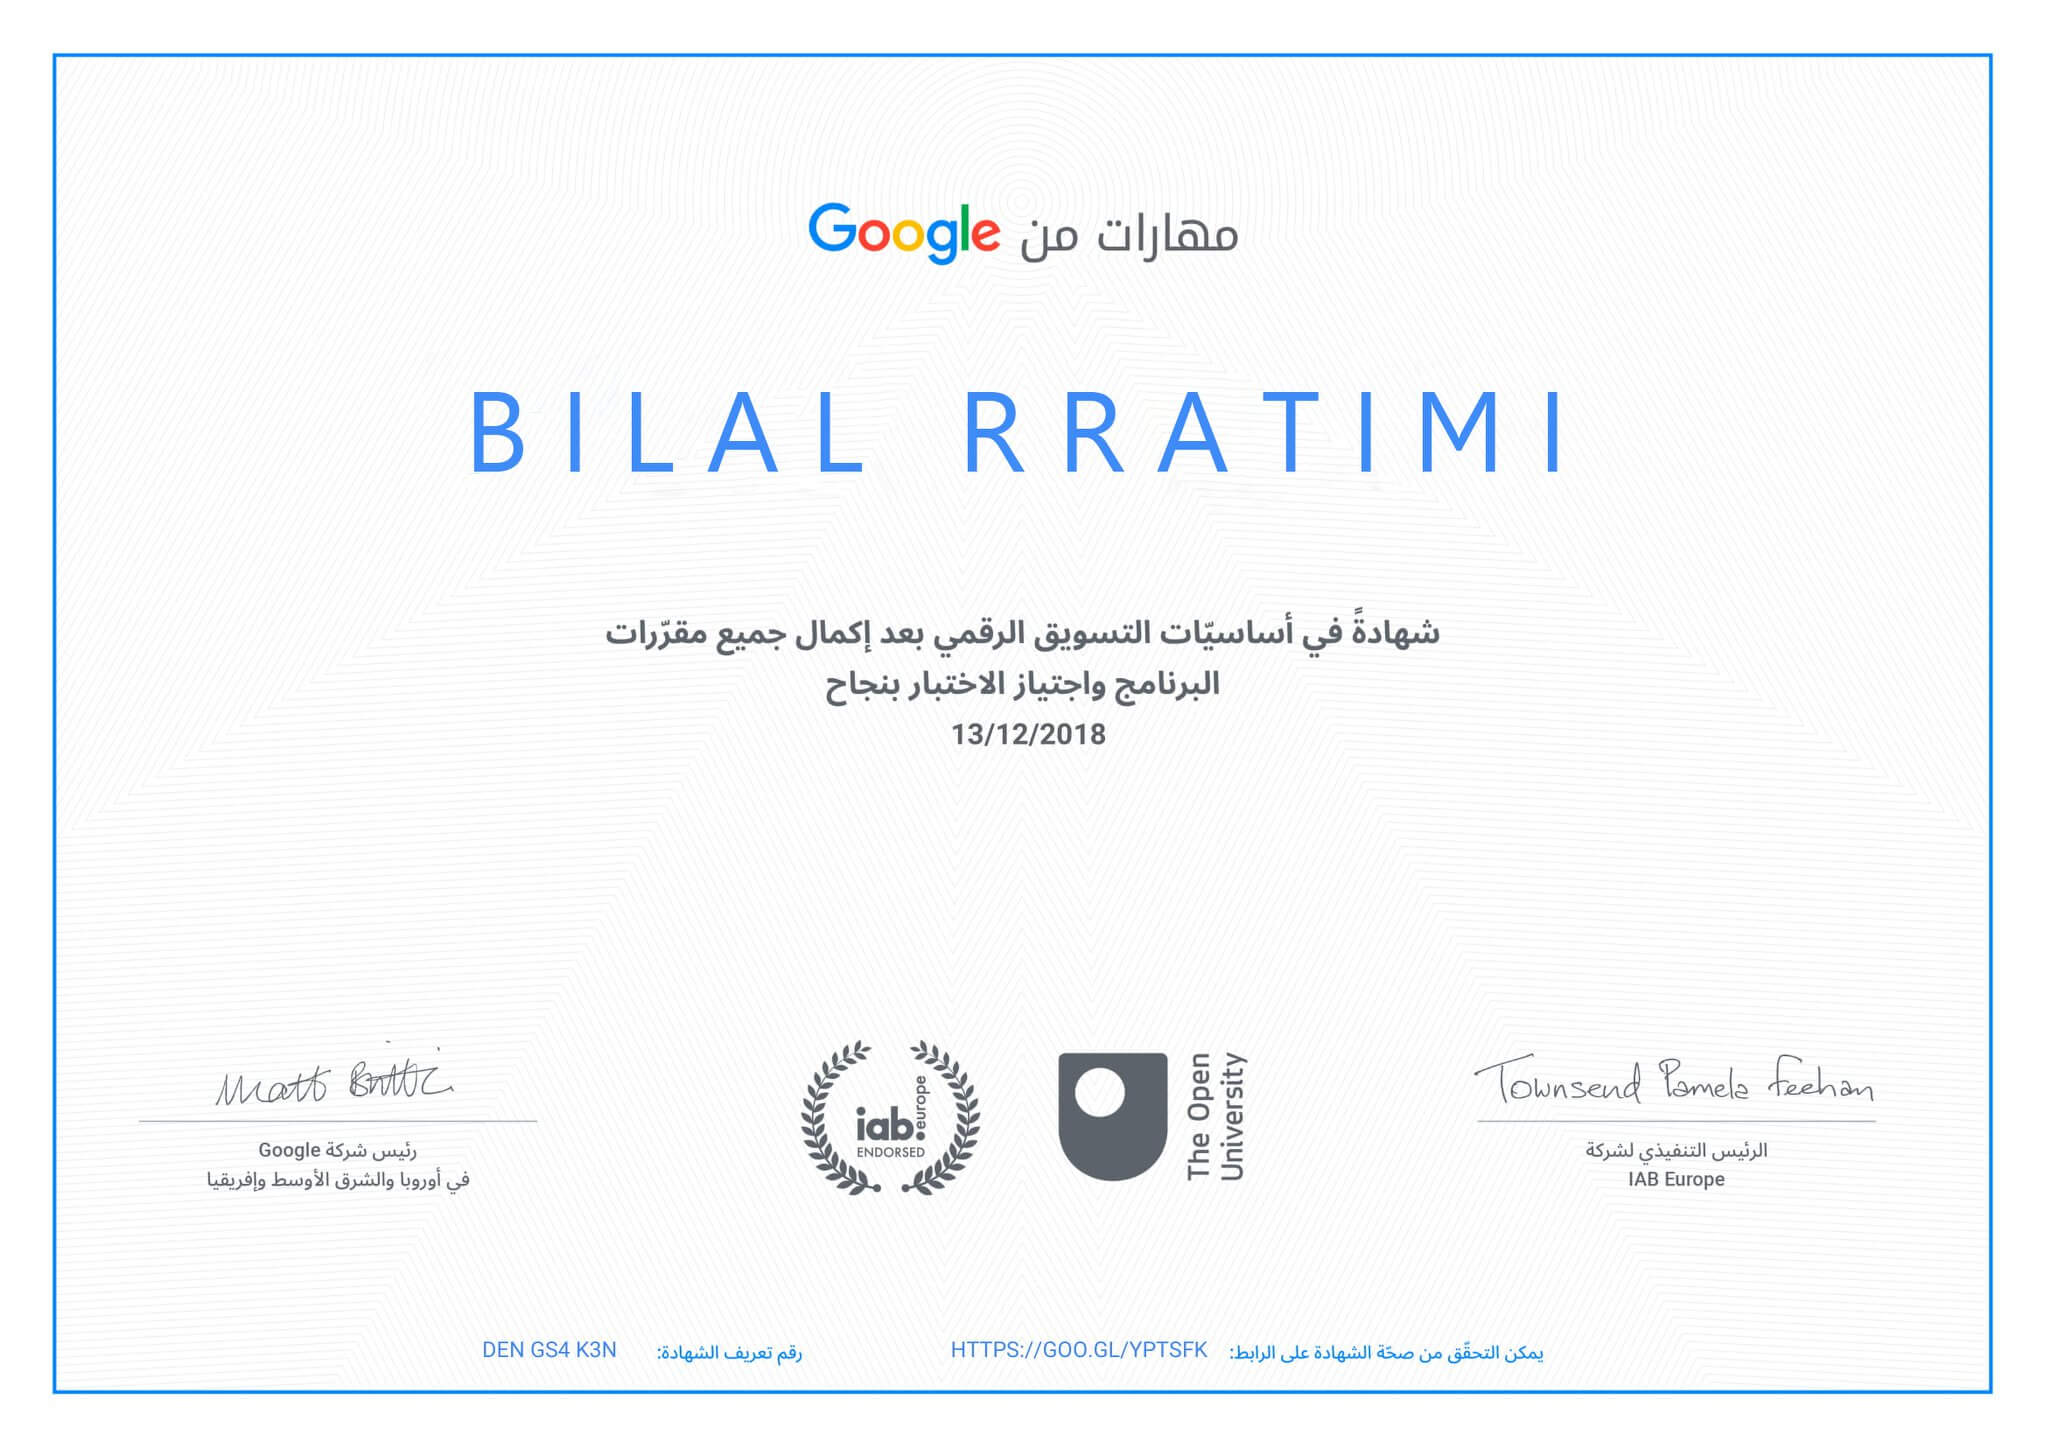 مهارات من Google
BILAL RRATIMI
شهادةً في أساسيّات التسويق الرقمي بعد إكمال جميع مقرّرات
البرنامج واجتياز الاختبار بنجاح
13/12/2018
Townsend Pamela Feehan
الرئيس التنفيذي لشركة
IAB Europe
The Open
University
iab.europe
ENDORSED
Matt
رئيس شركة Google
في أوروبا والشرق الأوسط وإفريقيا
يمكن التحقّق من صحّة الشهادة على الرابط: HTTPS://GOO.GL/YPTSFK
رقم تعريف الشهادة: DEN GS4 K3N